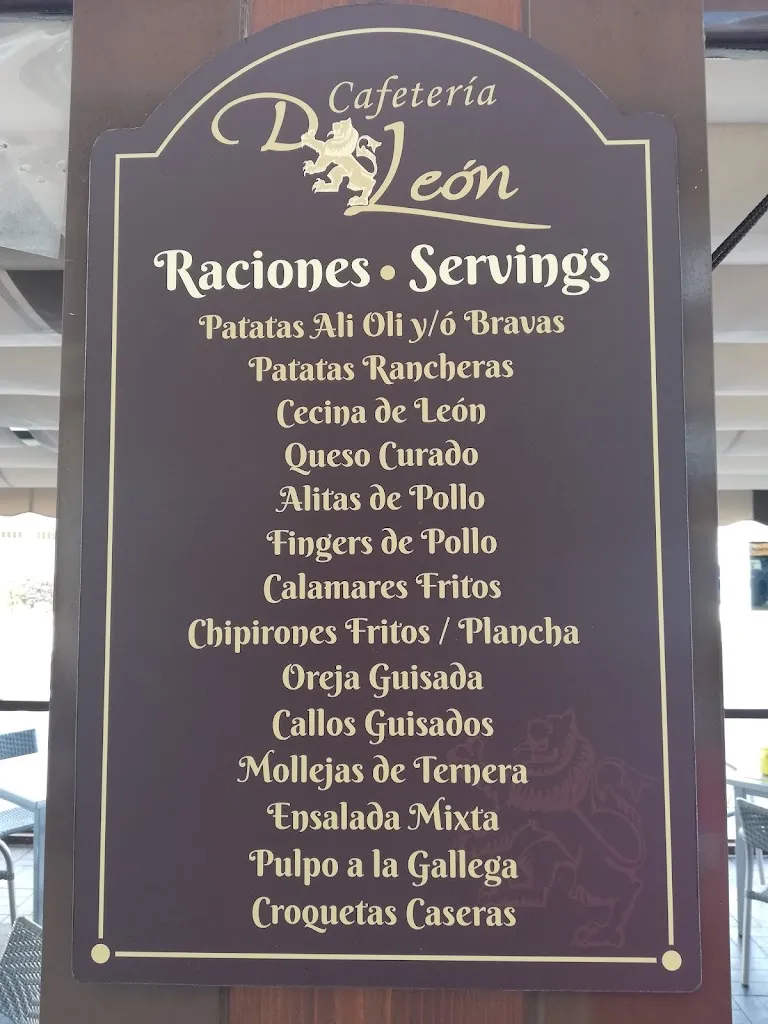 Cafetería
D León
Raciones • Servings
Patatas Ali Oli y/ó Bravas
Patatas Rancheras
Cecina de León
Queso Curado
Alitas de Pollo
Fingers de Pollo
Calamares Fritos
Chipirones Fritos / Plancha
Oreja Guisada
Callos Guisados
Mollejas de Ternera
Ensalada Mixta
Pulpo a la Gallega
Croquetas Caseras